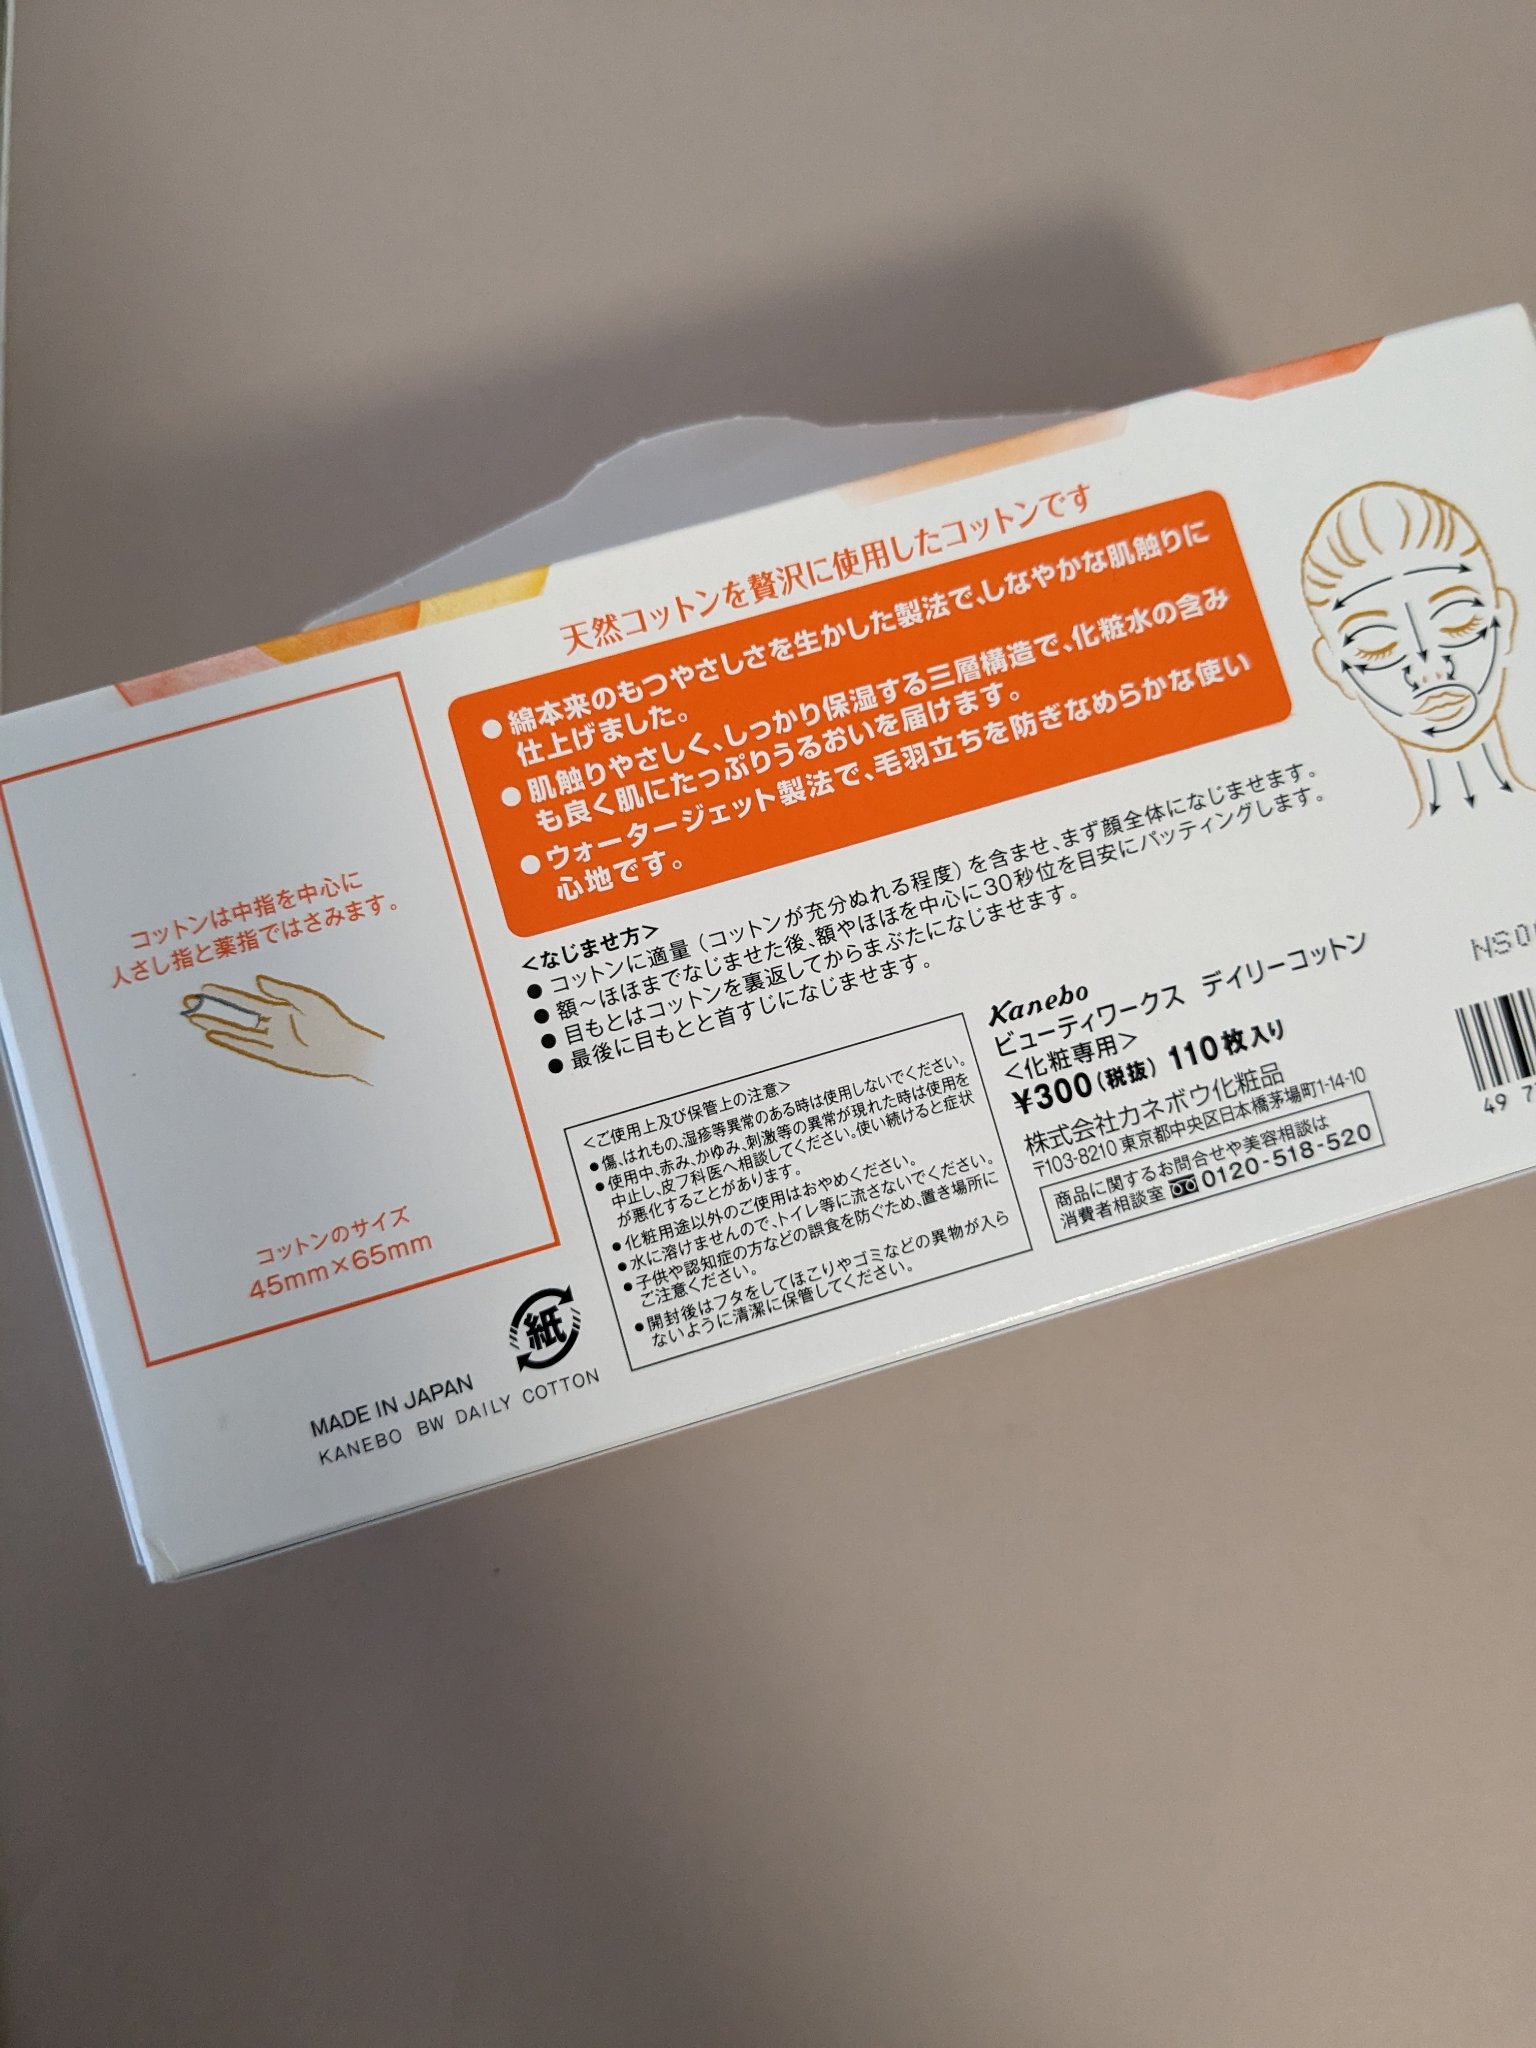 天然コットンを贅沢に使用したコットンです
●綿本来のもつやさしさを生かした製法で、しなやかな肌触りに
仕上げました。
●肌触りやさしく、しっかり保湿する三層構造で、化粧水の含み
も良く肌にたっぷりうるおいを届けます。
●ウォータージェット製法で、毛羽立ちを防ぎなめらかな使い
心地です。
コットンは中指を中心に
人さし指と薬指ではさみます。
コットンのサイズ
45mm×65mm
<なじませ方>
●コットンに適量(コットンが充分ぬれる程度)を含ませ、まず顔全体になじませます。
●額〜ほほまでなじませた後、額やほほを中心に30秒位を目安にパッティングします。
●目もとはコットンを裏返してからまぶたになじませます。
●最後に目もとと首すじになじませます。
<ご使用上及び保管上の注意>
●傷、はれもの、湿疹等異常のある時は使用しないでください。
●使用中、赤み、かゆみ、刺激等の異常が現れた時は使用を
中止し、皮フ科医へ相談してください。使い続けると症状
が悪化することがあります。
●化粧用途以外のご使用はおやめください。
●水に溶けませんので、トイレ等に流さないでください。
●子供や認知症の方などの誤食を防ぐため、置き場所に
ご注意ください。
●開封後はフタをしてほこりやゴミなどの異物が入ら
ないように清潔に保管してください。
Kanebo
ビューティワークス デイリーコットン
<化粧専用>
¥300(税抜) 110枚入り
株式会社カネボウ化粧品
〒103-8210 東京都中央区日本橋茅場町1-14-10
商品に関するお問合せや美容相談は
消費者相談室 0120-518-520
紙
MADE IN JAPAN
KANEBO BW DAILY COTTON
49 7